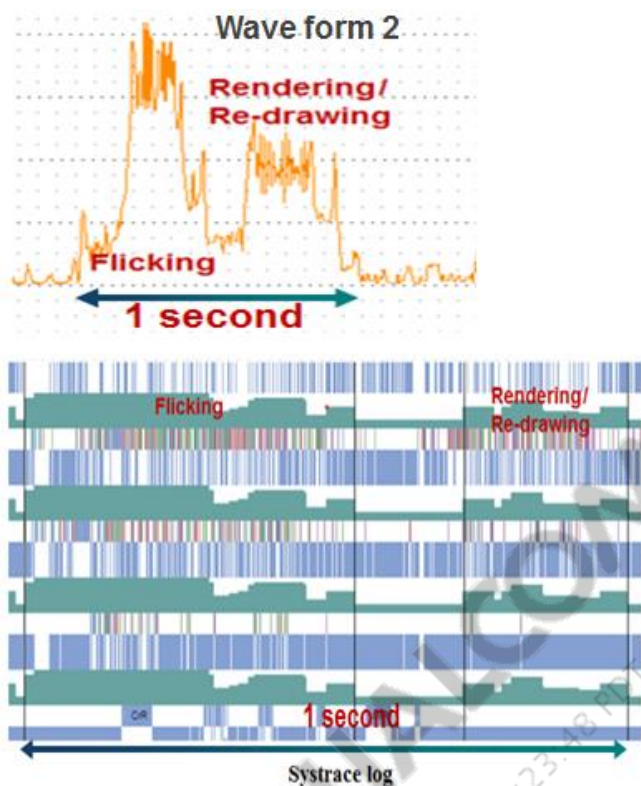 Wave form 2
Rendering/
Re-drawing
Flicking
1 second
Flicking
Rendering/
Re-drawing
1 second
Systrace log